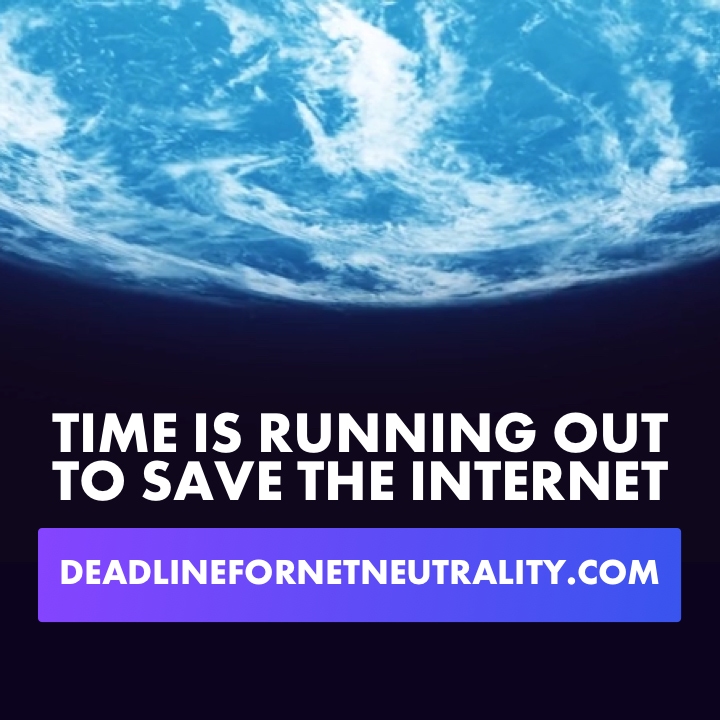 TIME IS RUNNING OUT
TO SAVE THE INTERNET
DEADLINEFORNETNEUTRALITY.COM